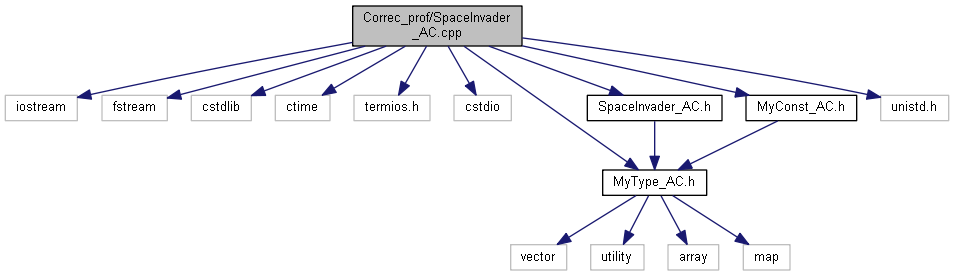 Correc_prof/SpaceInvader
_AC.cpp
iostream
fstream
cstdlib
ctime
termios.h
cstdio
SpaceInvader_AC.h
MyConst_AC.h
unistd.h
MyType_AC.h
vector
utility
array
map